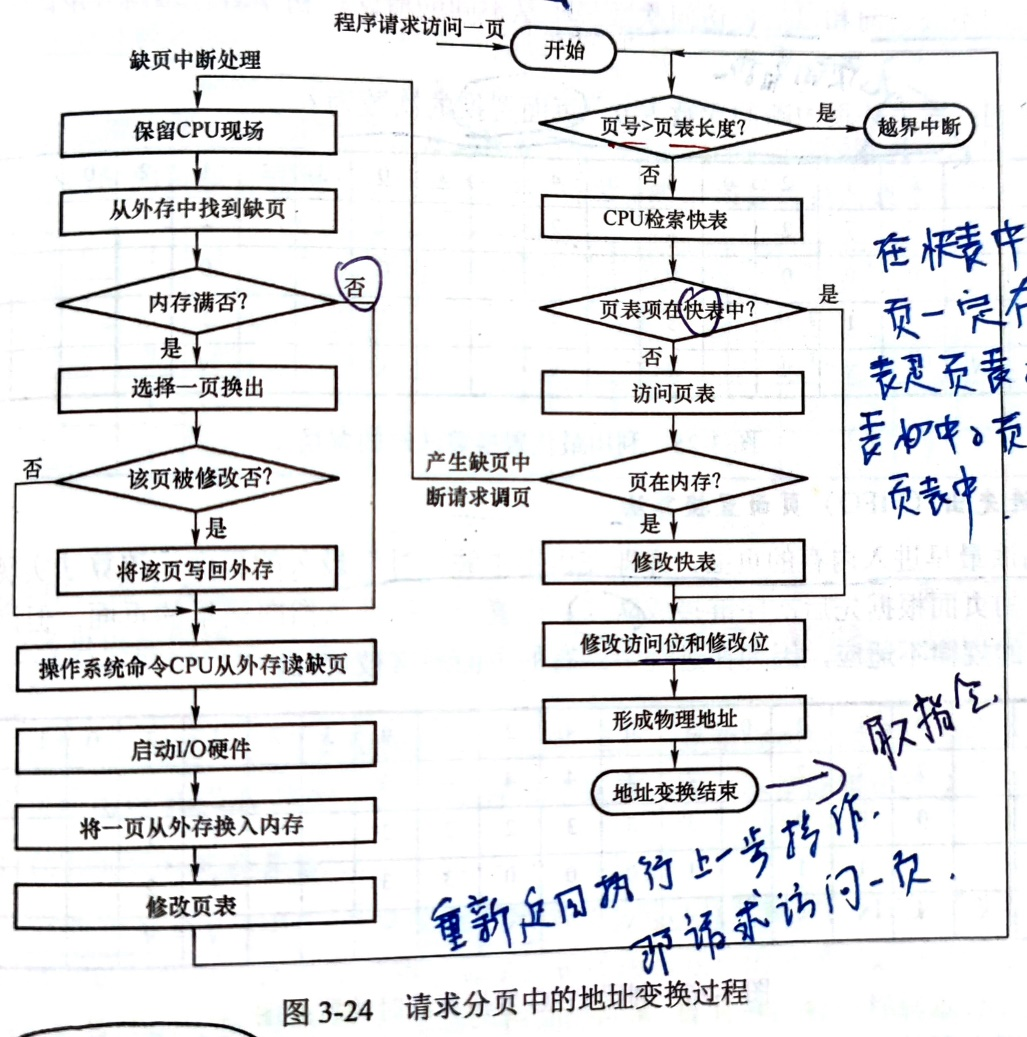 程序请求访问一页
开始
缺页中断处理
保留CPU现场
从外存中找到缺页
内存满否?
否
是
选择一页换出
该页被修改否?
否
是
将该页写回外存
操作系统命令CPU从外存读缺页
启动I/O硬件
将一页从外存换入内存
修改页表
页号>页表长度?
是
越界中断
否
CPU检索快表
页表项在快表中?
是
否
访问页表
产生缺页中
断请求调页
页在内存?
是
修改快表
修改访问位和修改位
形成物理地址
地址变换结束
在快表中
页一定在
页表中
取指令.
重新返回执行上一步指作.
即请求访问一页.
图 3-24 请求分页中的地址变换过程